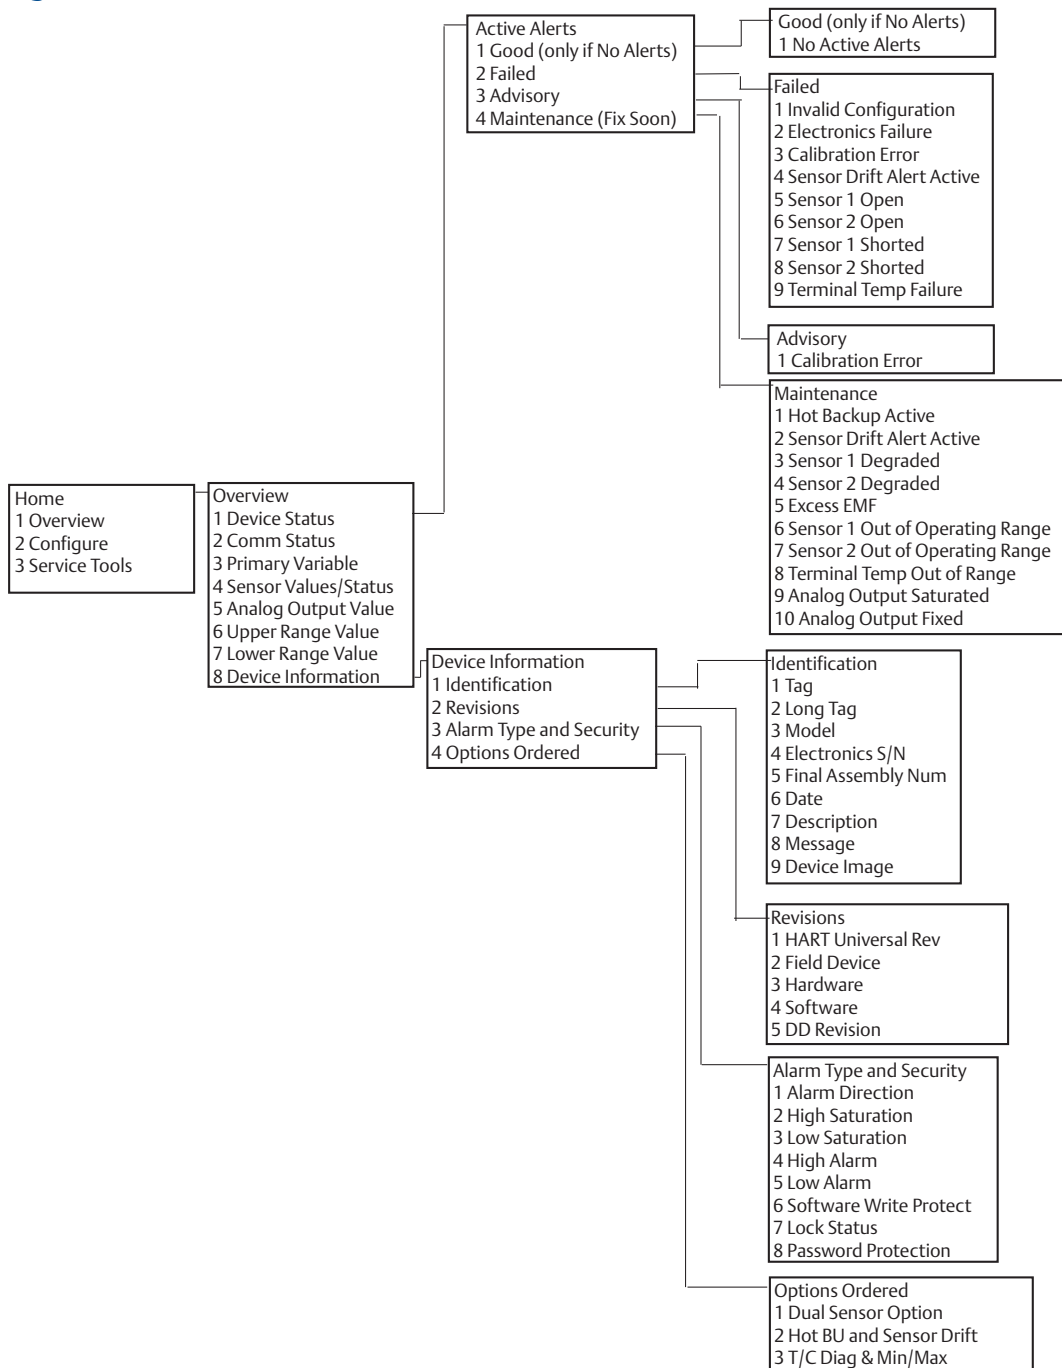 Active Alerts
1 Good (only if No Alerts)
2 Failed
3 Advisory
4 Maintenance (Fix Soon)
Good (only if No Alerts)
1 No Active Alerts
Failed
1 Invalid Configuration
2 Electronics Failure
3 Calibration Error
4 Sensor Drift Alert Active
5 Sensor 1 Open
6 Sensor 2 Open
7 Sensor 1 Shorted
8 Sensor 2 Shorted
9 Terminal Temp Failure
Advisory
1 Calibration Error
Maintenance
1 Hot Backup Active
2 Sensor Drift Alert Active
3 Sensor 1 Degraded
4 Sensor 2 Degraded
5 Excess EMF
6 Sensor 1 Out of Operating Range
7 Sensor 2 Out of Operating Range
8 Terminal Temp Out of Range
9 Analog Output Saturated
10 Analog Output Fixed
Home
1 Overview
2 Configure
3 Service Tools
Overview
1 Device Status
2 Comm Status
3 Primary Variable
4 Sensor Values/Status
5 Analog Output Value
6 Upper Range Value
7 Lower Range Value
8 Device Information
Device Information
1 Identification
2 Revisions
3 Alarm Type and Security
4 Options Ordered
Identification
1 Tag
2 Long Tag
3 Model
4 Electronics S/N
5 Final Assembly Num
6 Date
7 Description
8 Message
9 Device Image
Revisions
1 HART Universal Rev
2 Field Device
3 Hardware
4 Software
5 DD Revision
Alarm Type and Security
1 Alarm Direction
2 High Saturation
3 Low Saturation
4 High Alarm
5 Low Alarm
6 Software Write Protect
7 Lock Status
8 Password Protection
Options Ordered
1 Dual Sensor Option
2 Hot BU and Sensor Drift
3 T/C Diag & Min/Max